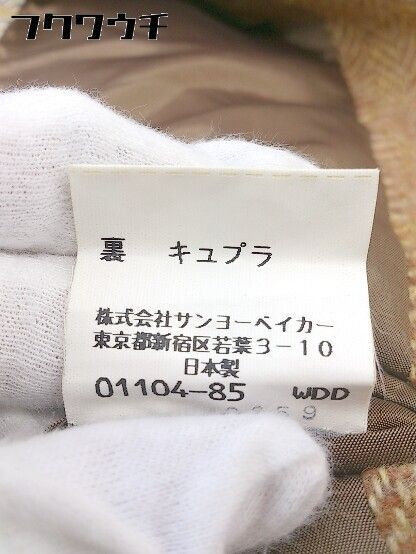 フクワウチ
裏 キュプラ
株式会社サンヨーベイカー
東京都新宿区若葉3-10
日本製
01104-85 WDD